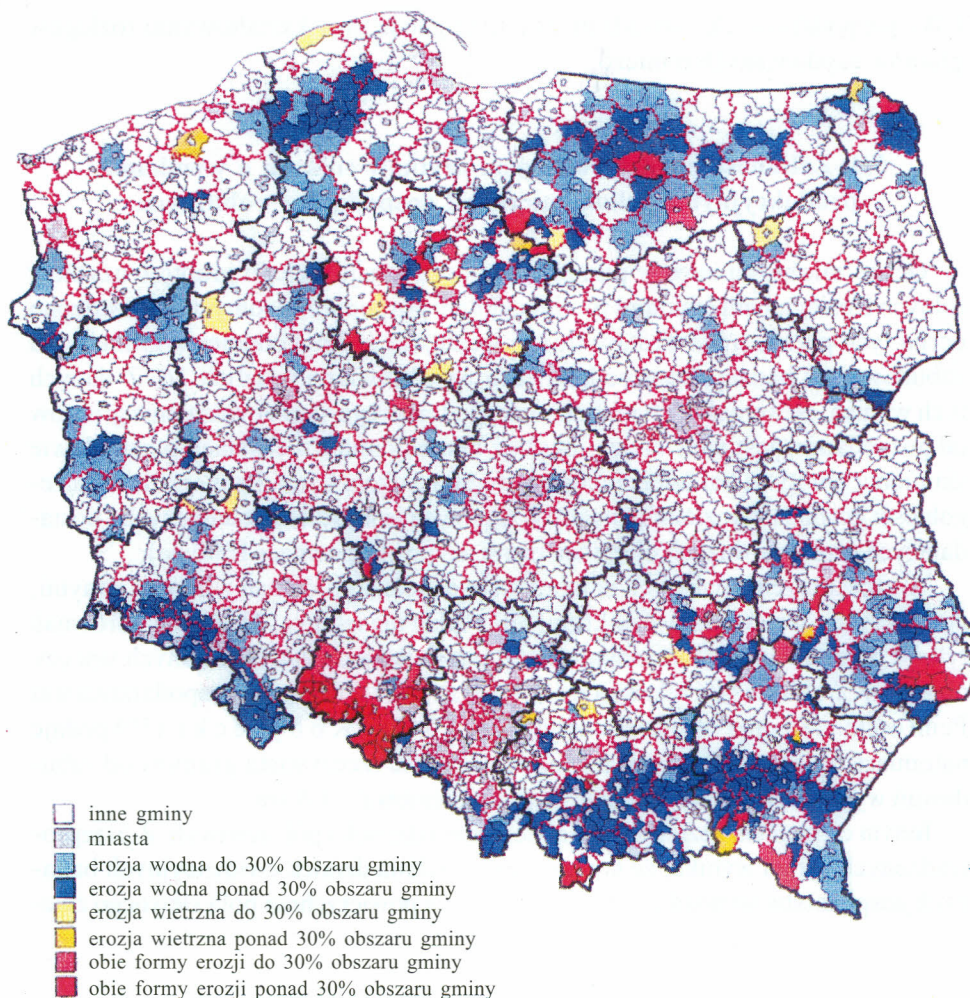 inne gminy
miasta
erozja wodna do 30% obszaru gminy
erozja wodna ponad 30% obszaru gminy
erozja wietrzna do 30% obszaru gminy
erozja wietrzna ponad 30% obszaru gminy
obie formy erozji do 30% obszaru gminy
obie formy erozji ponad 30% obszaru gminy